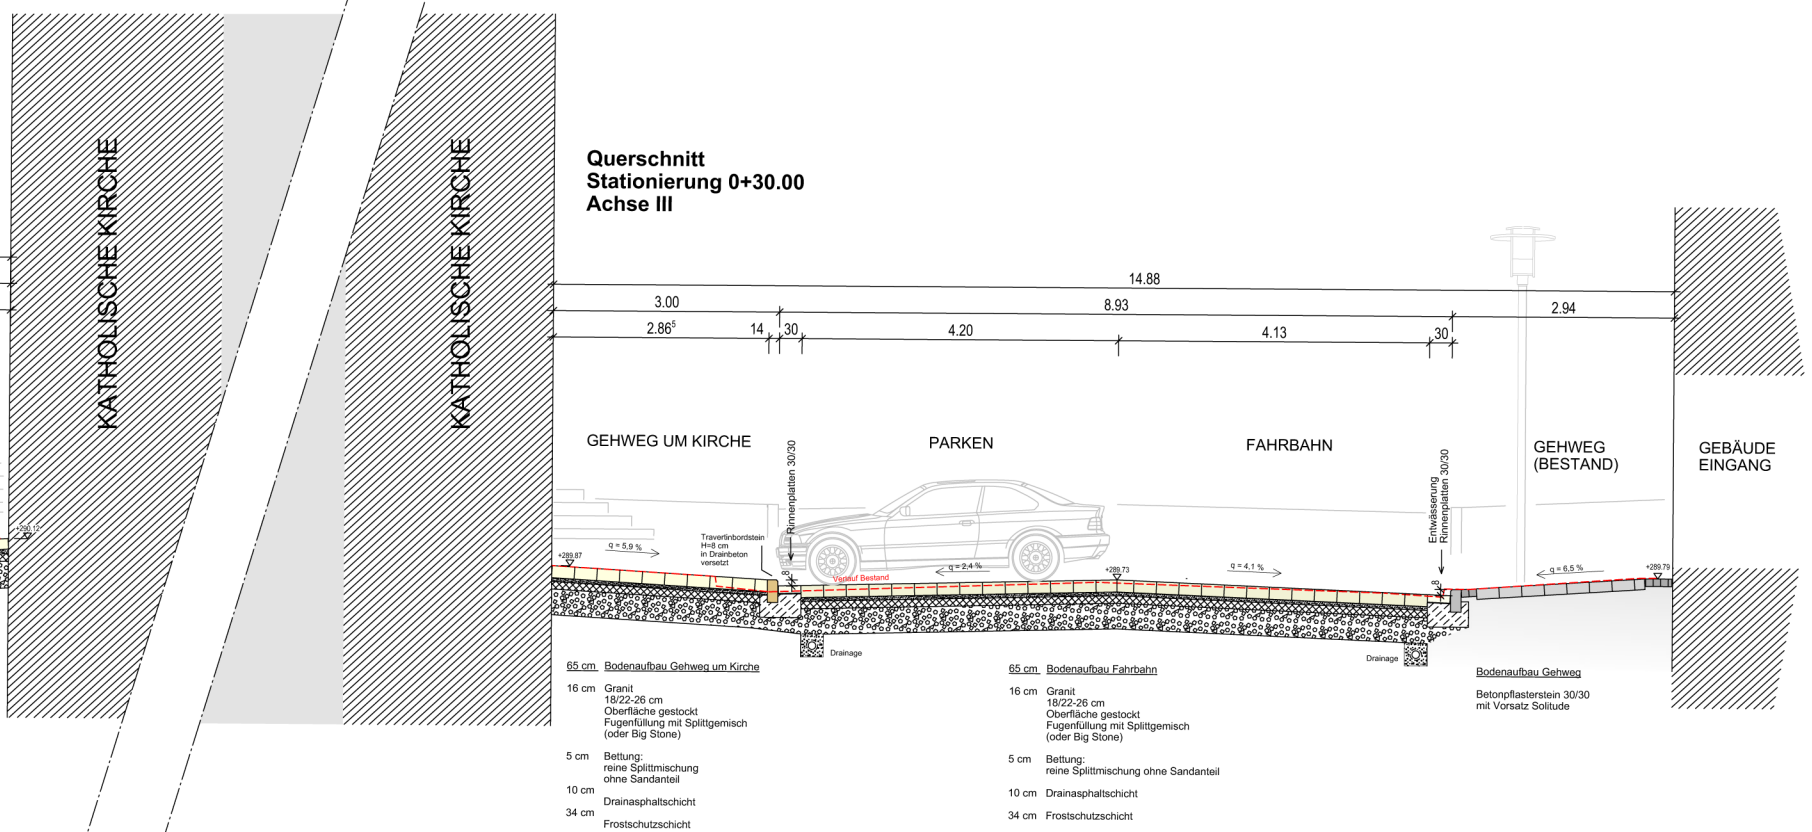 KATHOLISCHE KIRCHE
KATHOLISCHE KIRCHE
Querschnitt
Stationierung 0+30.00
Achse III
14.88
3.00
8.93
2.94
2.86⁵
14
30
4.20
4.13
30
GEHWEG UM KIRCHE
PARKEN
FAHRBAHN
GEHWEG
(BESTAND)
GEBÄUDE
EINGANG
Rinnenplatten 30/30
Entwässerung
Rinnenplatten 30/30
+290.12
+289.87
q = 5,9 %
Travertinbordstein
H=8 cm
in Drainbeton
versetzt
8
Verlauf Bestand
q = 2,4 %
+289.73
q = 4,1 %
8
q = 6,5 %
+289.79
Drainage
Drainage
65 cm Bodenaufbau Gehweg um Kirche
16 cm Granit
18/22-26 cm
Oberfläche gestockt
Fugenfüllung mit Splittgemisch
(oder Big Stone)
5 cm Bettung:
reine Splittmischung
ohne Sandanteil
10 cm
Drainasphaltschicht
34 cm
Frostschutzschicht
65 cm Bodenaufbau Fahrbahn
16 cm Granit
18/22-26 cm
Oberfläche gestockt
Fugenfüllung mit Splittgemisch
(oder Big Stone)
5 cm Bettung:
reine Splittmischung ohne Sandanteil
10 cm Drainasphaltschicht
34 cm Frostschutzschicht
Bodenaufbau Gehweg
Betonpflasterstein 30/30
mit Vorsatz Solitude